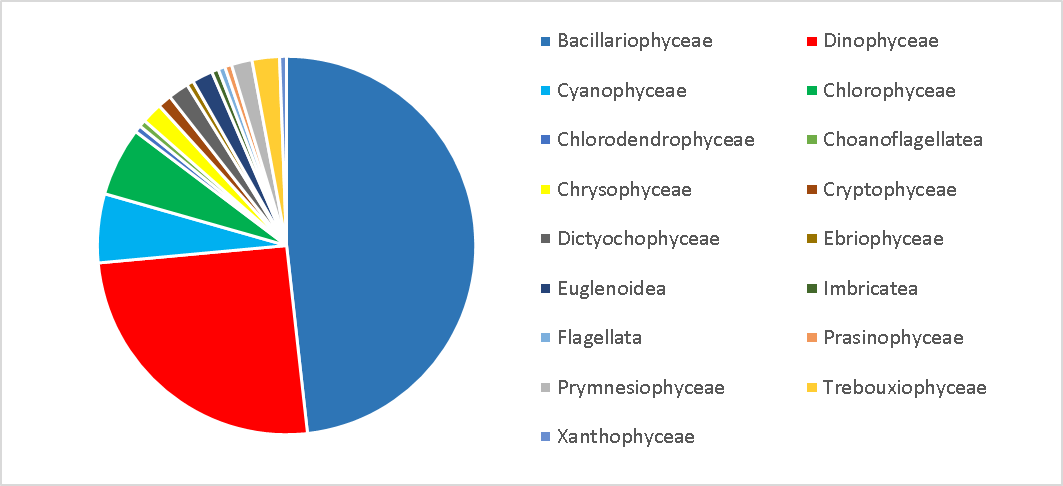 Bacillariophyceae Dinophyceae
Cyanophyceae Chlorophyceae
Chlorodendrophyceae Choanoflagellatea
Chrysophyceae Cryptophyceae
Dictyochophyceae Ebriophyceae
Euglenoidea Imbricatea
Flagellata Prasinophyceae
Prymnesiophyceae Trebouxiophyceae
Xanthophyceae